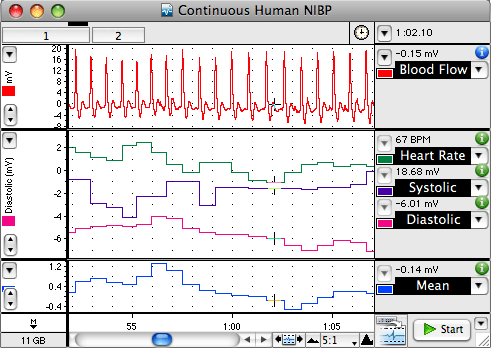 Continuous Human NIBP
1 2 1:02.10
20
16
12
8
4
0
-4
mV
-0.15 mV
Blood Flow
2
0
-2
-4
-6
Diastolic (mV)
67 BPM
Heart Rate
18.68 mV
Systolic
-6.01 mV
Diastolic
1.2
0.4
-0.4
-0.14 mV
Mean
M 55 1:00 1:05
11 GB 5:1 Start